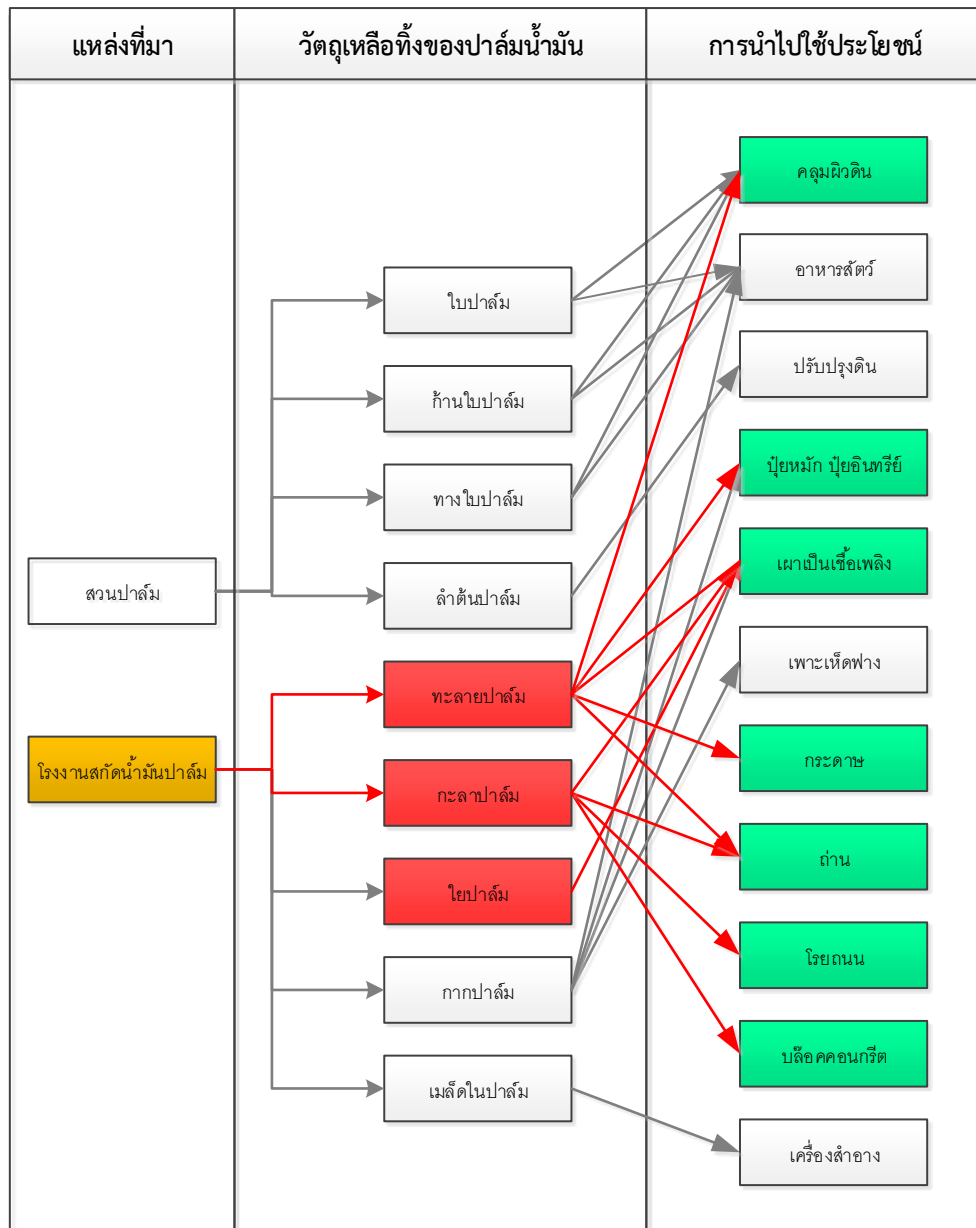 แหล่งที่มา
วัตถุเหลือทิ้งของปาล์มน้ำมัน
การนำไปใช้ประโยชน์
สวนปาล์ม
โรงงานสกัดน้ำมันปาล์ม
ใบปาล์ม
ก้านใบปาล์ม
ทางใบปาล์ม
ลำต้นปาล์ม
ทะลายปาล์ม
กะลาปาล์ม
ใยปาล์ม
กากปาล์ม
เมล็ดในปาล์ม
คลุมผิวดิน
อาหารสัตว์
ปรับปรุงดิน
ปุ๋ยหมัก ปุ๋ยอินทรีย์
เผาเป็นเชื้อเพลิง
เพาะเห็ดฟาง
กระดาษ
ถ่าน
โรยถนน
บล๊อคคอนกรีต
เครื่องสำอาง